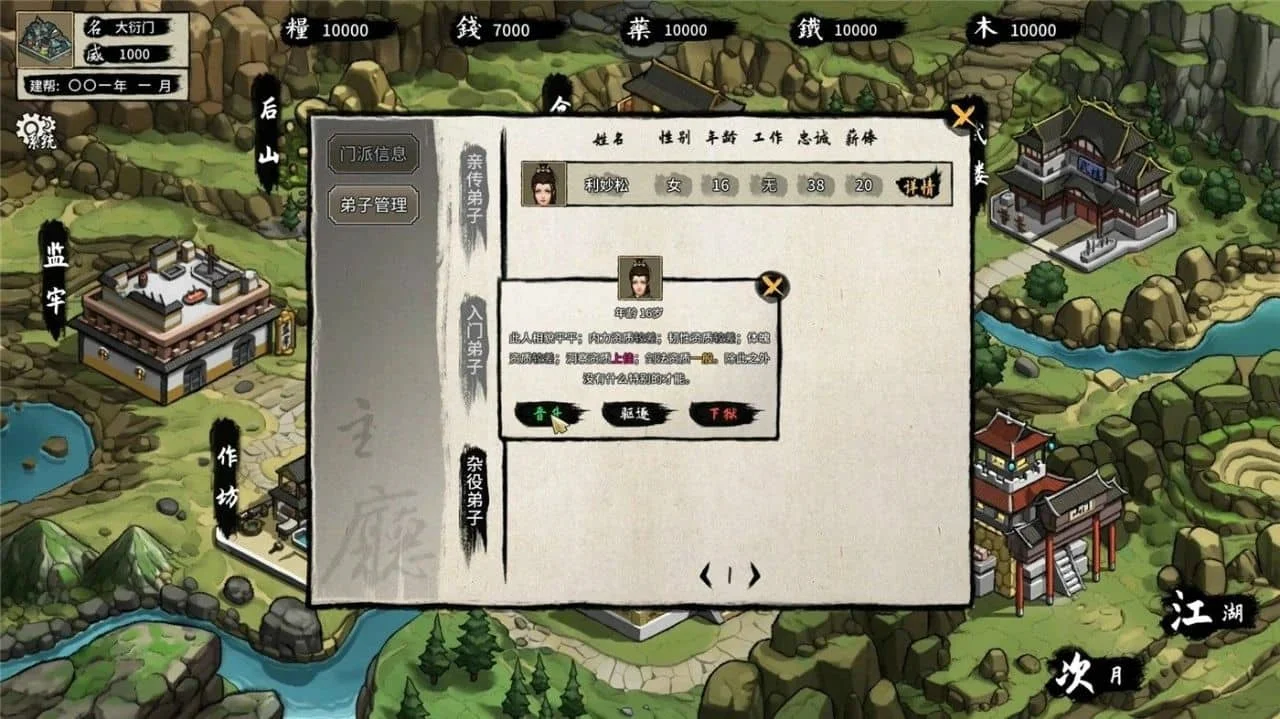 名 大衍门
威 1000
建帮: 〇〇一年 一月
糧 10000
錢 7000
藥 10000
鐵 10000
木 10000
系统
后山
监牢
作坊
门派信息
弟子管理
主廳
亲传弟子
入门弟子
杂役弟子
姓名 性别 年龄 工作 忠诚 薪俸
利妙松 女 16 无 38 20 详情
年龄 16岁
此人相貌平平；内力资质较差；韧性资质较差；体魄
资质较差；洞察资质上佳；剑法资质一般。除此之外
没有什么特别的才能。
晋升 驱逐 下狱
〈 1 〉
江湖
次月